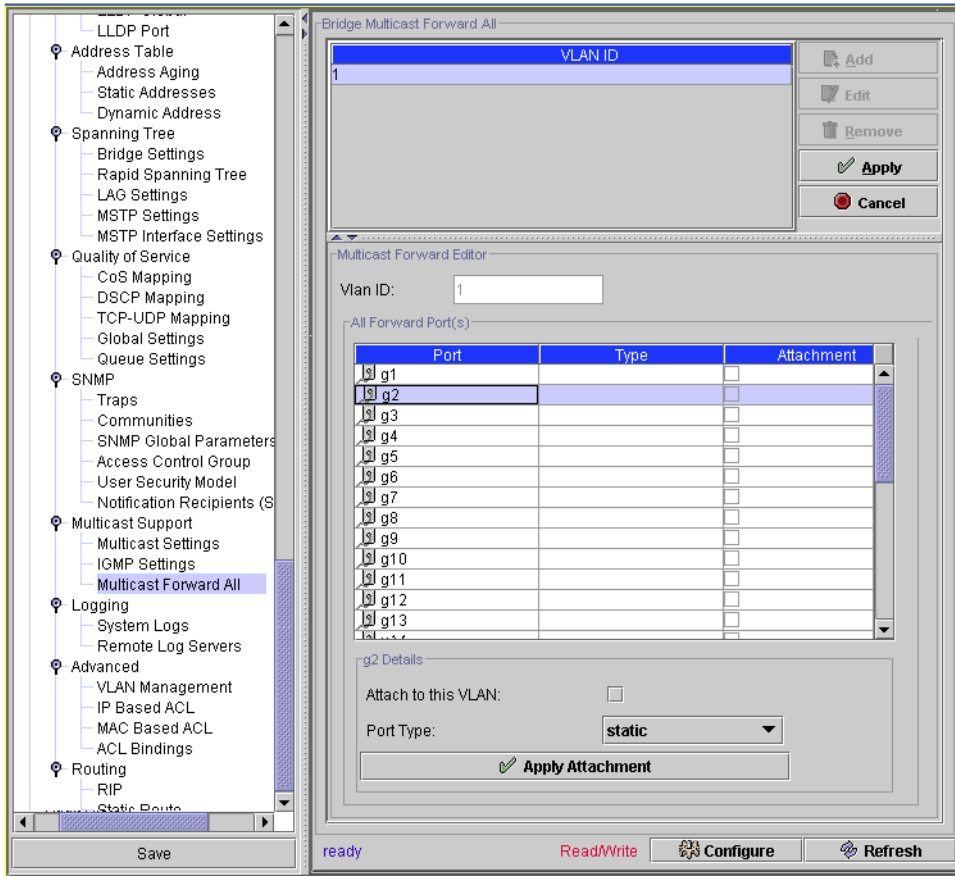 LLDP Port
Address Table
Address Aging
Static Addresses
Dynamic Address
Spanning Tree
Bridge Settings
Rapid Spanning Tree
LAG Settings
MSTP Settings
MSTP Interface Settings
Quality of Service
CoS Mapping
DSCP Mapping
TCP-UDP Mapping
Global Settings
Queue Settings
SNMP
Traps
Communities
SNMP Global Parameters
Access Control Group
User Security Model
Notification Recipients (S
Multicast Support
Multicast Settings
IGMP Settings
Multicast Forward All
Logging
System Logs
Remote Log Servers
Advanced
VLAN Management
IP Based ACL
MAC Based ACL
ACL Bindings
Routing
RIP
Static Route
Save
Bridge Multicast Forward All
VLAN ID
1
Add
Edit
Remove
Apply
Cancel
Multicast Forward Editor
Vlan ID: 1
All Forward Port(s)
Port Type Attachment
g1
g2
g3
g4
g5
g6
g7
g8
g9
g10
g11
g12
g13
g2 Details
Attach to this VLAN:
Port Type: static
Apply Attachment
ready Read/Write Configure Refresh